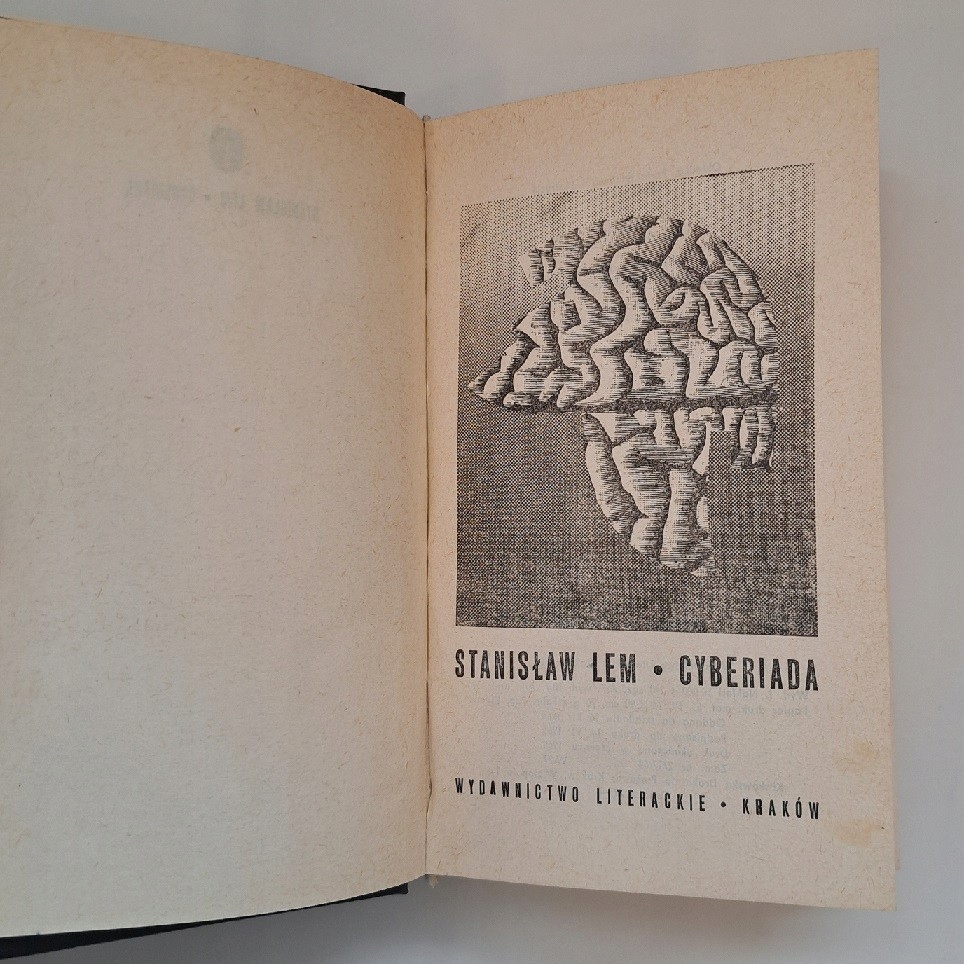 STANISŁAW LEM • CYBERIADA
WYDAWNICTWO LITERACKIE • KRAKÓW